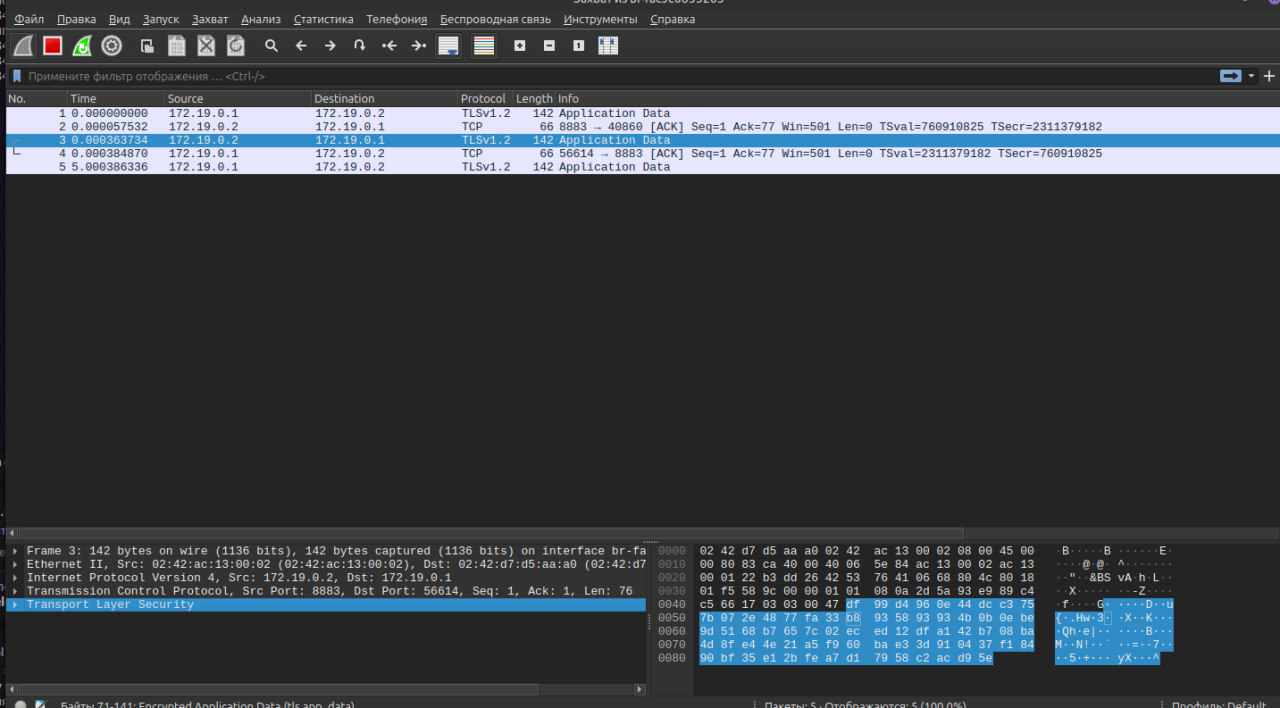 Файл Правка Вид Запуск Захват Анализ Статистика Телефония Беспроводная связь Инструменты Справка
Примените фильтр отображения … <Ctrl-/>
No. Time Source Destination Protocol Length Info
1 0.000000000 172.19.0.1 172.19.0.2 TLSv1.2 142 Application Data
2 0.000057532 172.19.0.2 172.19.0.1 TCP 66 8883 → 40860 [ACK] Seq=1 Ack=77 Win=501 Len=0 TSval=760910825 TSecr=2311379182
3 0.000363734 172.19.0.2 172.19.0.1 TLSv1.2 142 Application Data
4 0.000384870 172.19.0.1 172.19.0.2 TCP 66 56614 → 8883 [ACK] Seq=1 Ack=77 Win=501 Len=0 TSval=2311379182 TSecr=760910825
5 5.000386336 172.19.0.1 172.19.0.2 TLSv1.2 142 Application Data
Frame 3: 142 bytes on wire (1136 bits), 142 bytes captured (1136 bits) on interface br-fa
Ethernet II, Src: 02:42:ac:13:00:02 (02:42:ac:13:00:02), Dst: 02:42:d7:d5:aa:a0 (02:42:d7
Internet Protocol Version 4, Src: 172.19.0.2, Dst: 172.19.0.1
Transmission Control Protocol, Src Port: 8883, Dst Port: 56614, Seq: 1, Ack: 1, Len: 76
Transport Layer Security
0000 02 42 d7 d5 aa a0 02 42 ac 13 00 02 08 00 45 00 ·B·····B ······E·
0010 00 80 83 ca 40 00 40 06 5e 84 ac 13 00 02 ac 13 ····@·@· ^·······
0020 00 01 22 b3 dd 26 42 53 76 41 06 68 80 4c 80 18 ··"··&BS vA·h·L··
0030 01 f5 58 9c 00 00 01 01 08 0a 2d 5a 93 e9 89 c4 ··X····· ··-Z····
0040 c5 66 17 03 03 00 47 df 99 d4 96 0e 44 dc c3 75 ·f····G· ····D··u
0050 7b 07 2e 48 77 fa 33 b8 93 58 93 93 4b 0b 0e be {·.Hw·3· ·X··K···
0060 9d 51 68 b7 65 7c 02 ec ed 12 df a1 42 b7 08 ba ·Qh·e|·· ····B···
0070 4d 8f e4 4e 21 a5 f9 60 ba e3 3d 91 04 37 f1 84 M··N!··` ··=··7··
0080 90 bf 35 e1 2b fe a7 d1 79 58 c2 ac d9 5e ··5·+··· yX···^
Байты 71-141: Encrypted Application Data (tls.app_data) Пакеты: 5 · Отображаются: 5 (100.0%) Профиль: Default